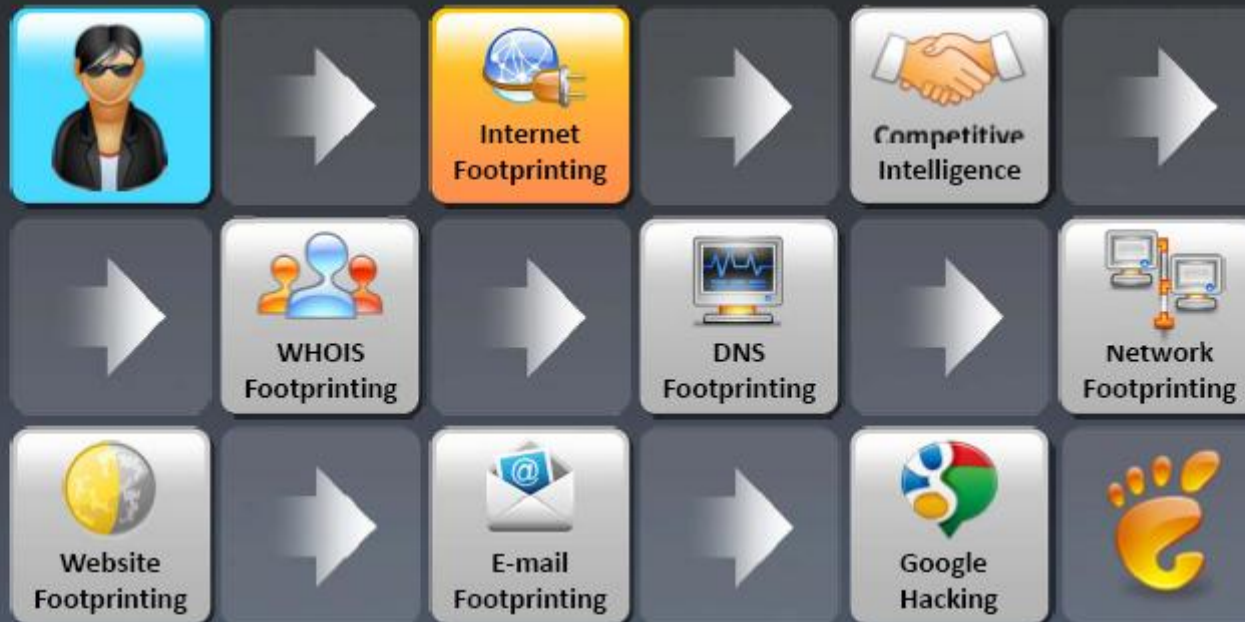 Internet
Footprinting
Competitive
Intelligence
WHOIS
Footprinting
DNS
Footprinting
Network
Footprinting
Website
Footprinting
E-mail
Footprinting
Google
Hacking